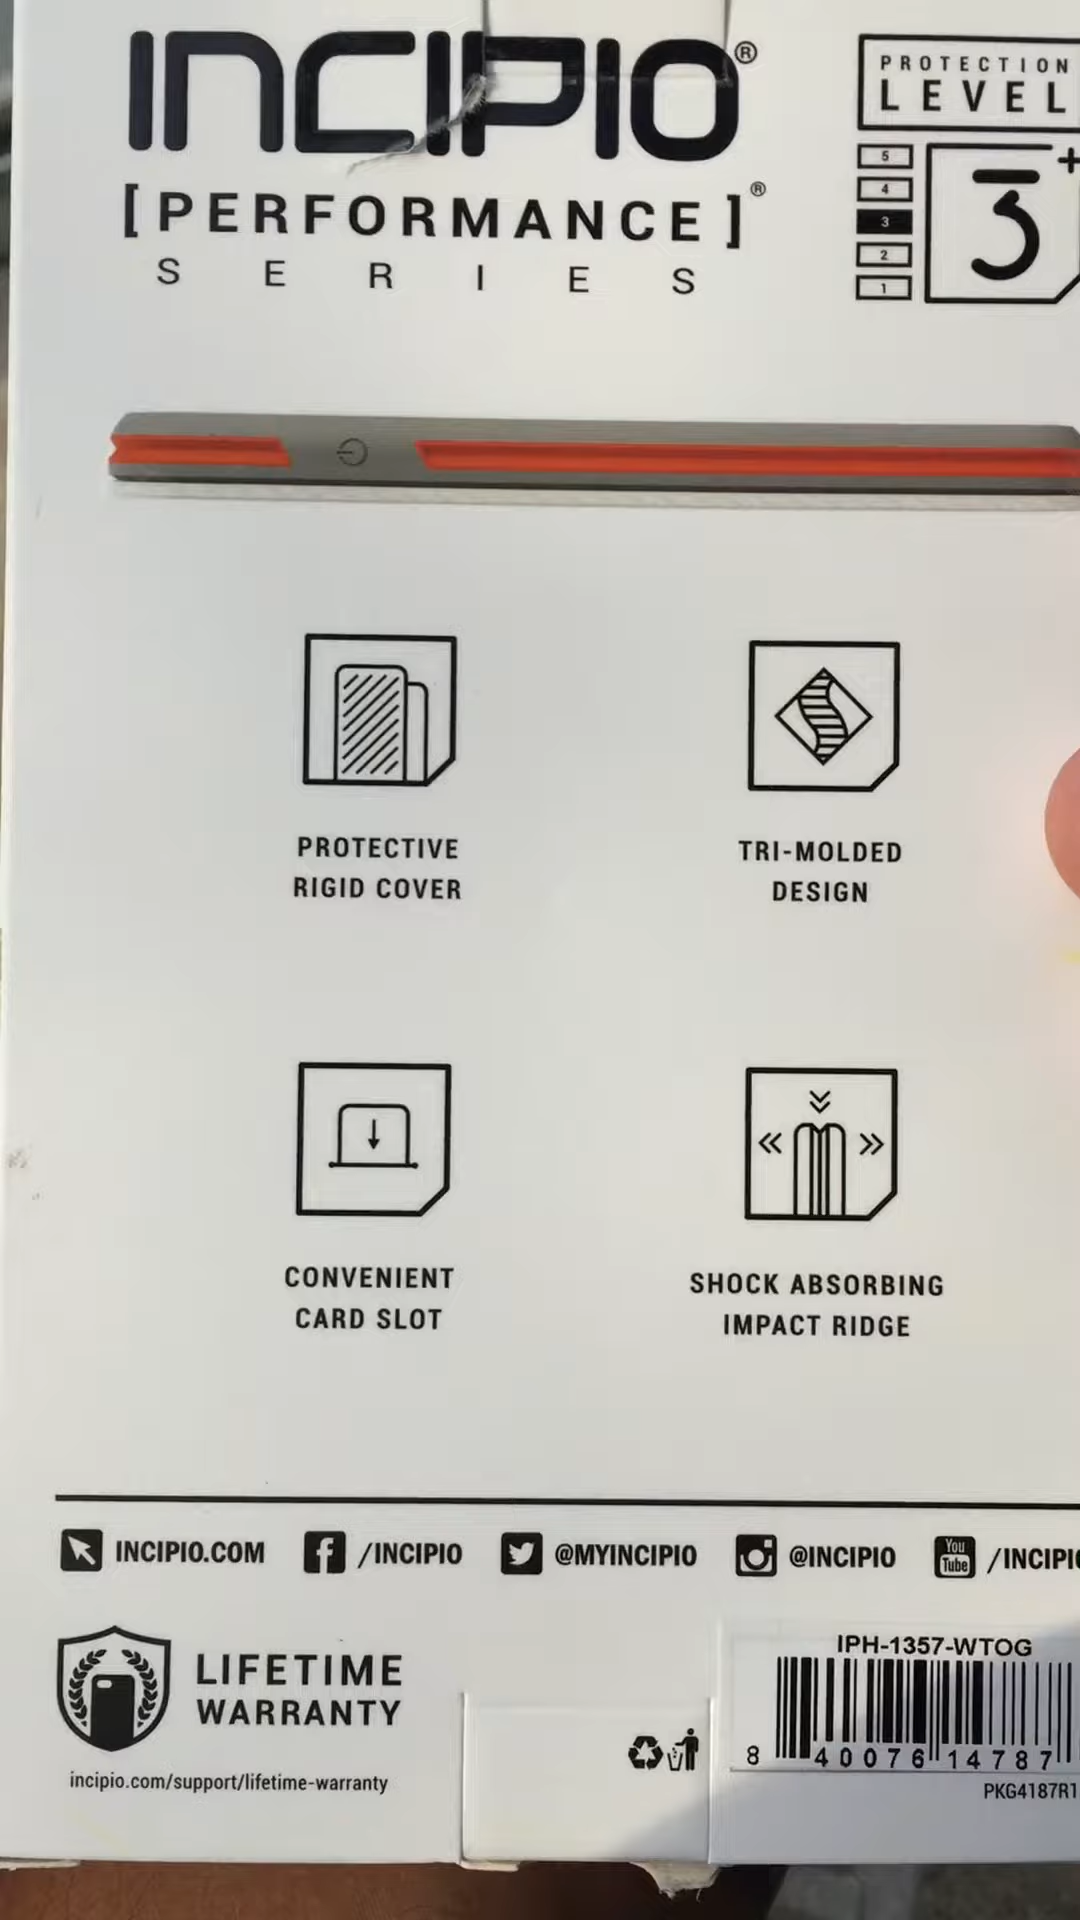 INCIPIO®
[PERFORMANCE]®
SERIES
PROTECTION
LEVEL
5
4
3
2
1
3+
PROTECTIVE
RIGID COVER
TRI-MOLDED
DESIGN
CONVENIENT
CARD SLOT
SHOCK ABSORBING
IMPACT RIDGE
INCIPIO.COM /INCIPIO @MYINCIPIO @INCIPIO You Tube /INCIPIO
LIFETIME
WARRANTY
incipio.com/support/lifetime-warranty
IPH-1357-WTOG
8 40076 14787
PKG4187R1